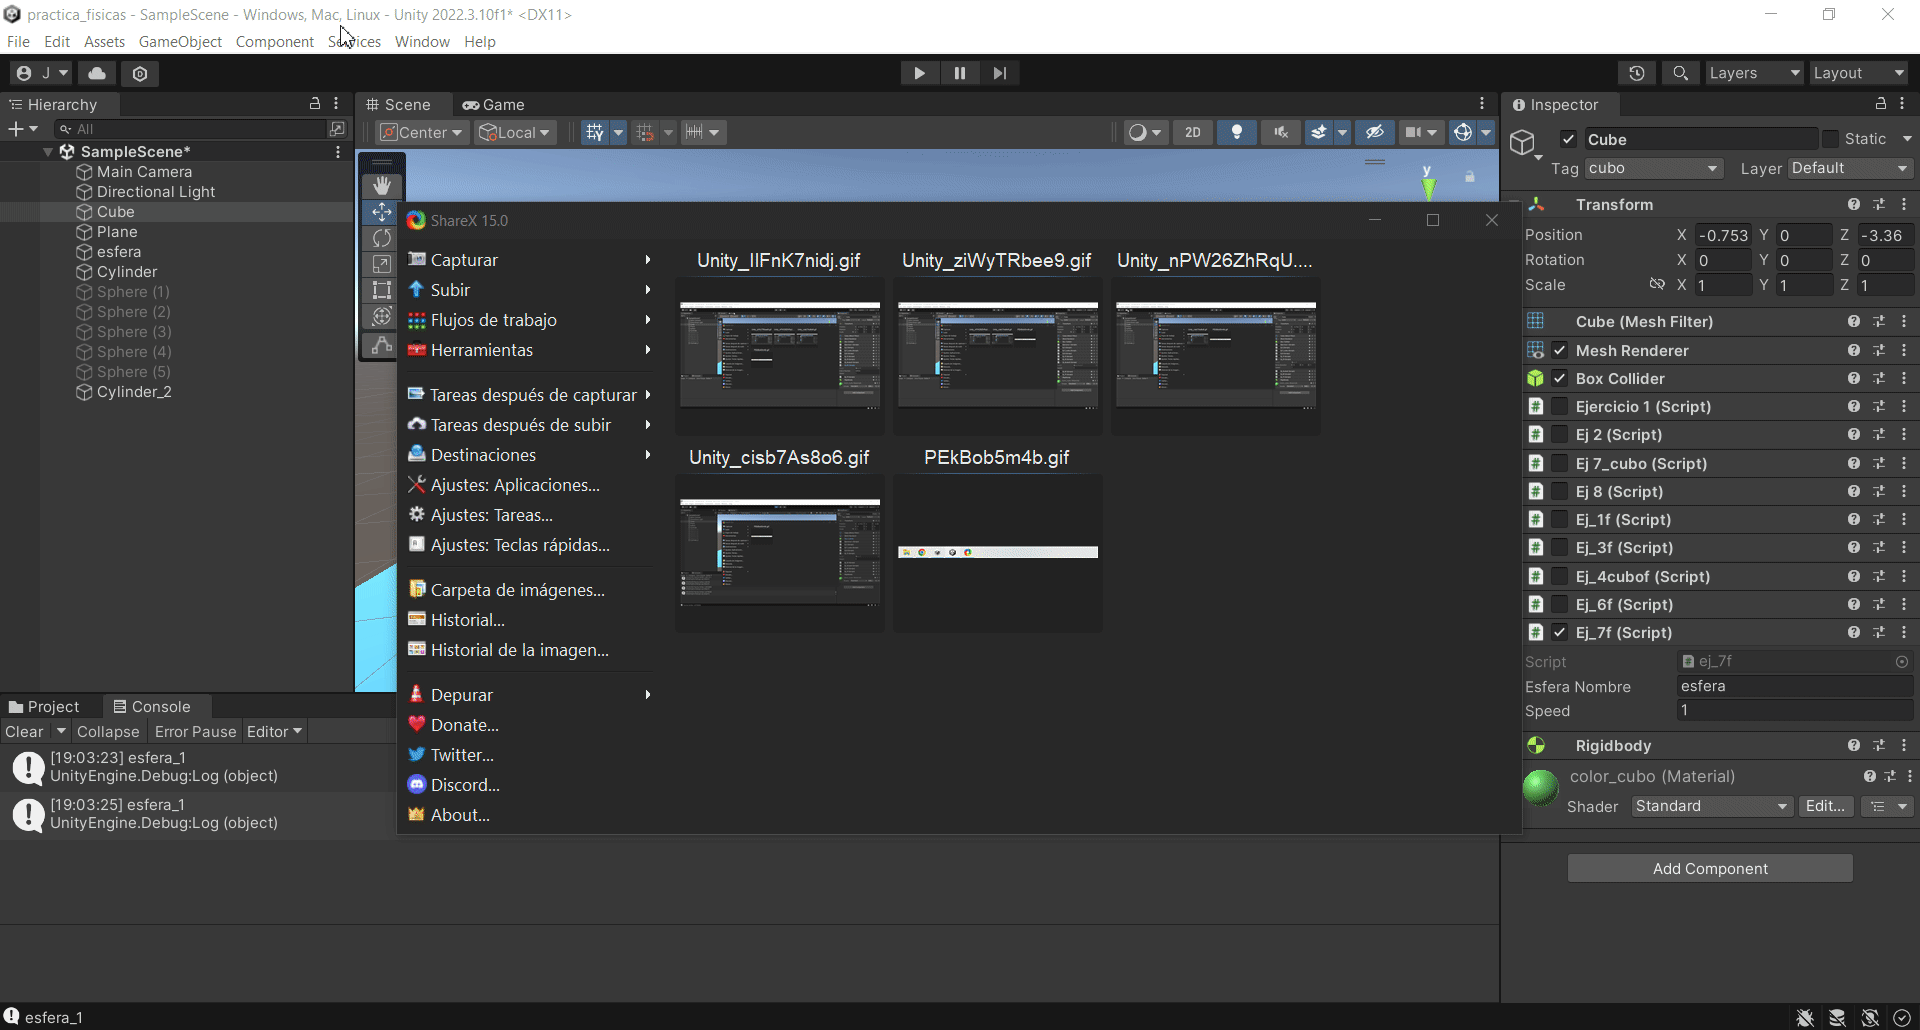 practica_fisicas - SampleScene - Windows, Mac, Linux - Unity 2022.3.10f1* <DX11>
File Edit Assets GameObject Component Services Window Help
J Layers Layout
Hierarchy
All
SampleScene*
Main Camera
Directional Light
Cube
Plane
esfera
Cylinder
Sphere (1)
Sphere (2)
Sphere (3)
Sphere (4)
Sphere (5)
Cylinder_2
Scene Game
Center Local 2D
y
ShareX 15.0
Capturar
Subir
Flujos de trabajo
Herramientas
Tareas después de capturar
Tareas después de subir
Destinaciones
Ajustes: Aplicaciones...
Ajustes: Tareas...
Ajustes: Teclas rápidas...
Carpeta de imágenes...
Historial...
Historial de la imagen...
Depurar
Donate...
Twitter...
Discord...
About...
Unity_IIFnK7nidj.gif Unity_ziWyTRbee9.gif Unity_nPW26ZhRqU....
Unity_cisb7As8o6.gif PEkBob5m4b.gif
Inspector
Cube Static
Tag cubo Layer Default
Transform
Position X -0.753 Y 0 Z -3.36
Rotation X 0 Y 0 Z 0
Scale X 1 Y 1 Z 1
Cube (Mesh Filter)
Mesh Renderer
Box Collider
Ejercicio 1 (Script)
Ej 2 (Script)
Ej 7_cubo (Script)
Ej 8 (Script)
Ej_1f (Script)
Ej_3f (Script)
Ej_4cubof (Script)
Ej_6f (Script)
Ej_7f (Script)
Script ej_7f
Esfera Nombre esfera
Speed 1
Rigidbody
color_cubo (Material)
Shader Standard Edit...
Add Component
Project Console
Clear Collapse Error Pause Editor
[19:03:23] esfera_1
UnityEngine.Debug:Log (object)
[19:03:25] esfera_1
UnityEngine.Debug:Log (object)
esfera_1